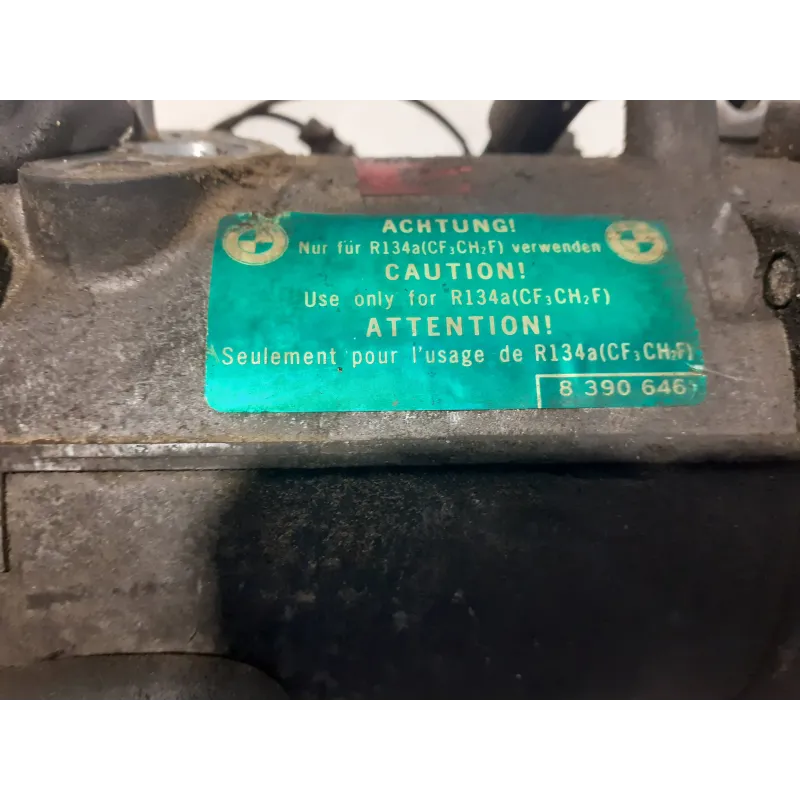 ACHTUNG!
Nur für R134a(CF₃CH₂F) verwenden
CAUTION!
Use only for R134a(CF₃CH₂F)
ATTENTION!
Seulement pour l'usage de R134a(CF₃CH₂F)
8 390 646